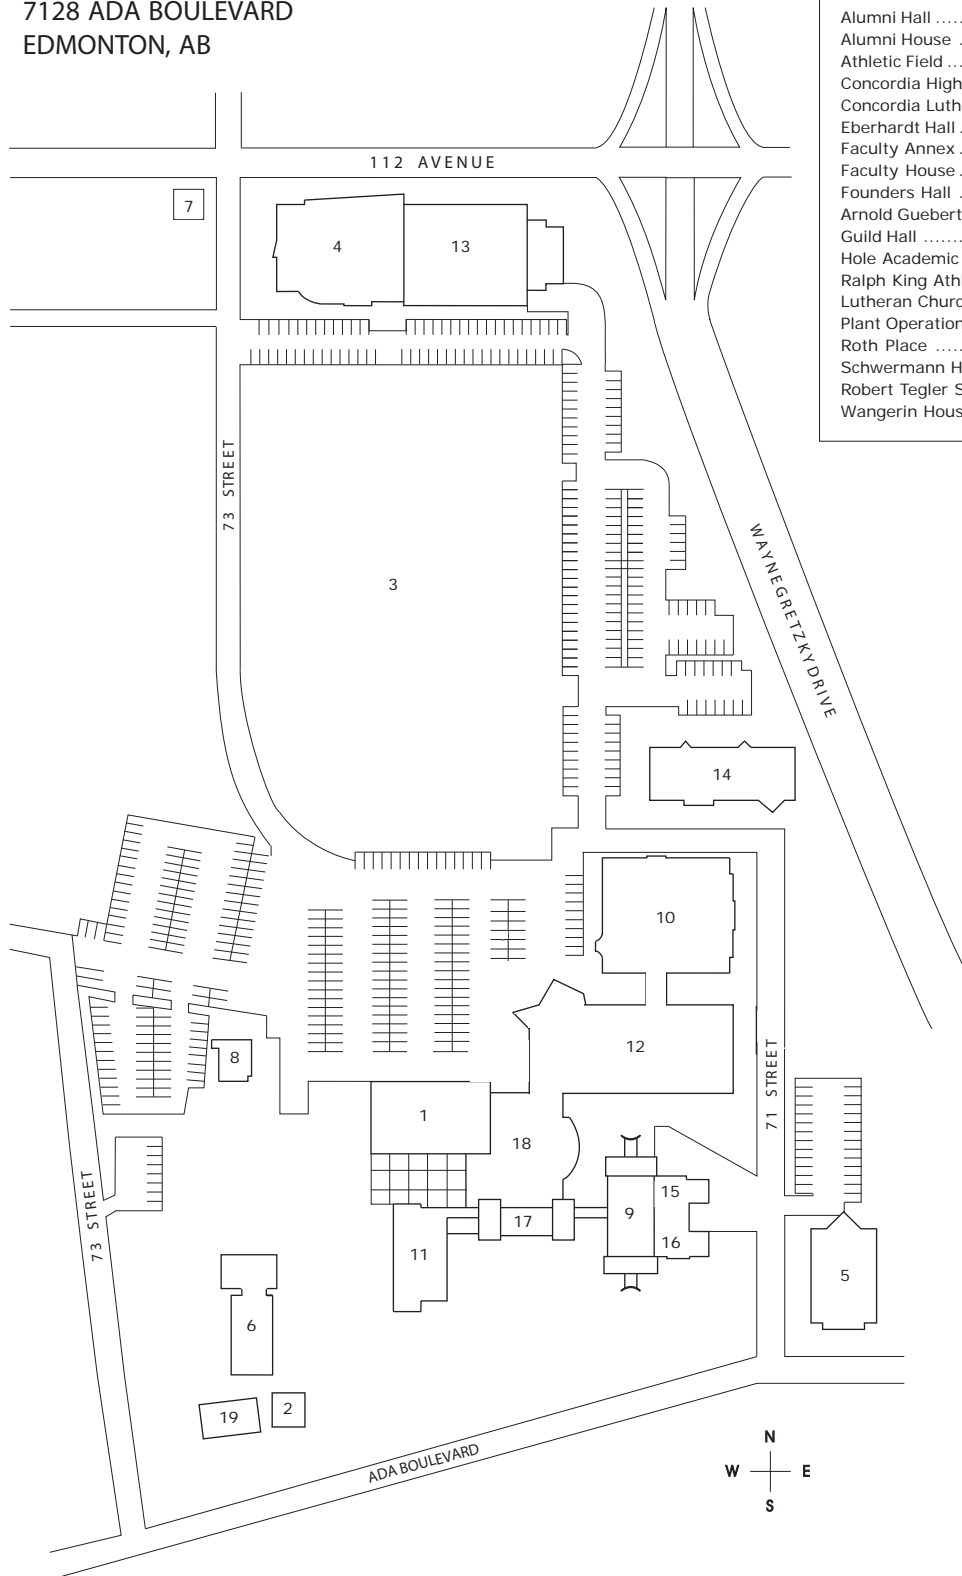 7128 ADA BOULEVARD
EDMONTON, AB
Alumni Hall .....
Alumni House .
Athletic Field ...
Concordia High
Concordia Luth
Eberhardt Hall .
Faculty Annex .
Faculty House .
Founders Hall .
Arnold Guebert
Guild Hall ......
Hole Academic
Ralph King Ath
Lutheran Churc
Plant Operation
Roth Place .....
Schwermann H
Robert Tegler S
Wangerin Hous
112 AVENUE
7
4
13
73 STREET
3
WAYNEGRETZKYDRIVE
14
10
12
8
1
18
71 STREET
15
9
17
16
11
5
73 STREET
6
19
2
ADA BOULEVARD
N
W
E
S